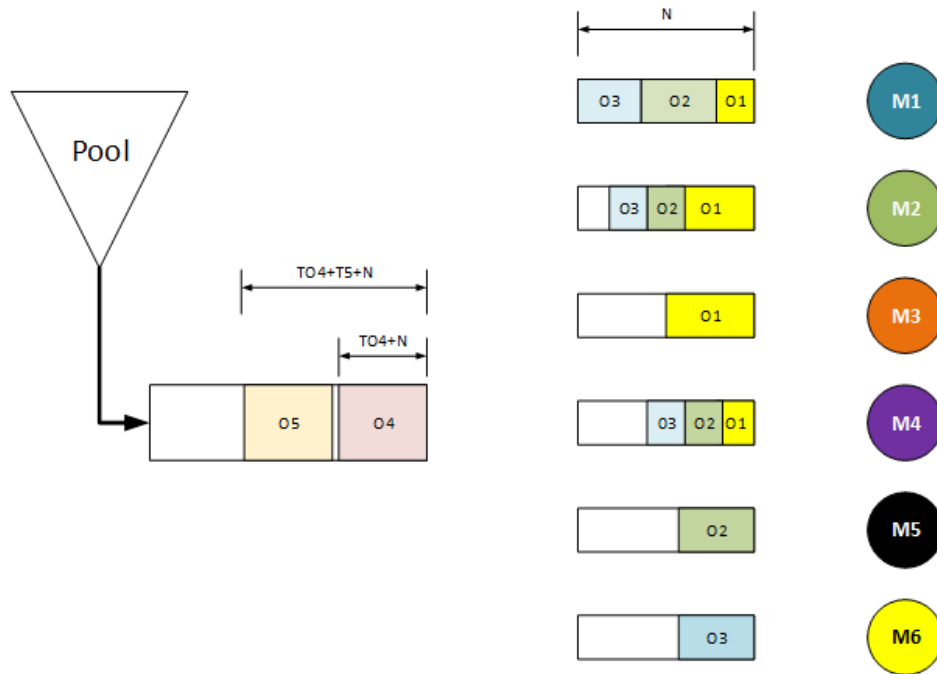 N
O3 O2 O1 M1
Pool
O3 O2 O1 M2
TO4+T5+N
O1 M3
TO4+N
O5 O4
O3 O2 O1 M4
O2 M5
O3 M6